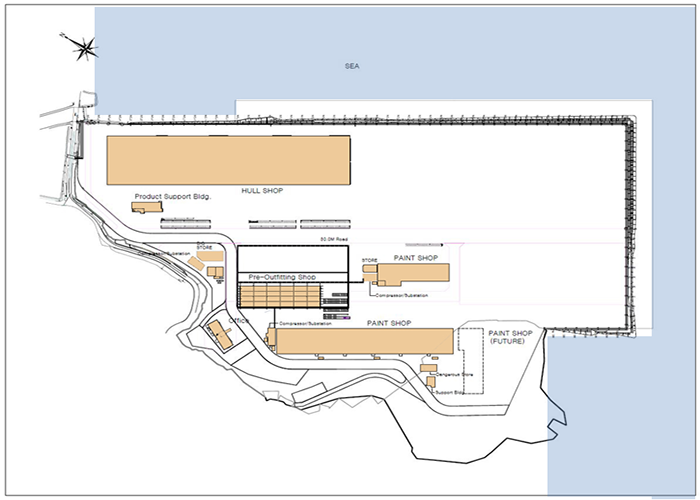 N
SEA
HULL SHOP
Product Support Bldg.
50.0M Road
STORE
Compressor/Substation
STORE
PAINT SHOP
Pre-Outfitting Shop
Compressor/Substation
Office
Compressor/Substation
PAINT SHOP
PAINT SHOP
(FUTURE)
Dangerous Store
Support Bldg.